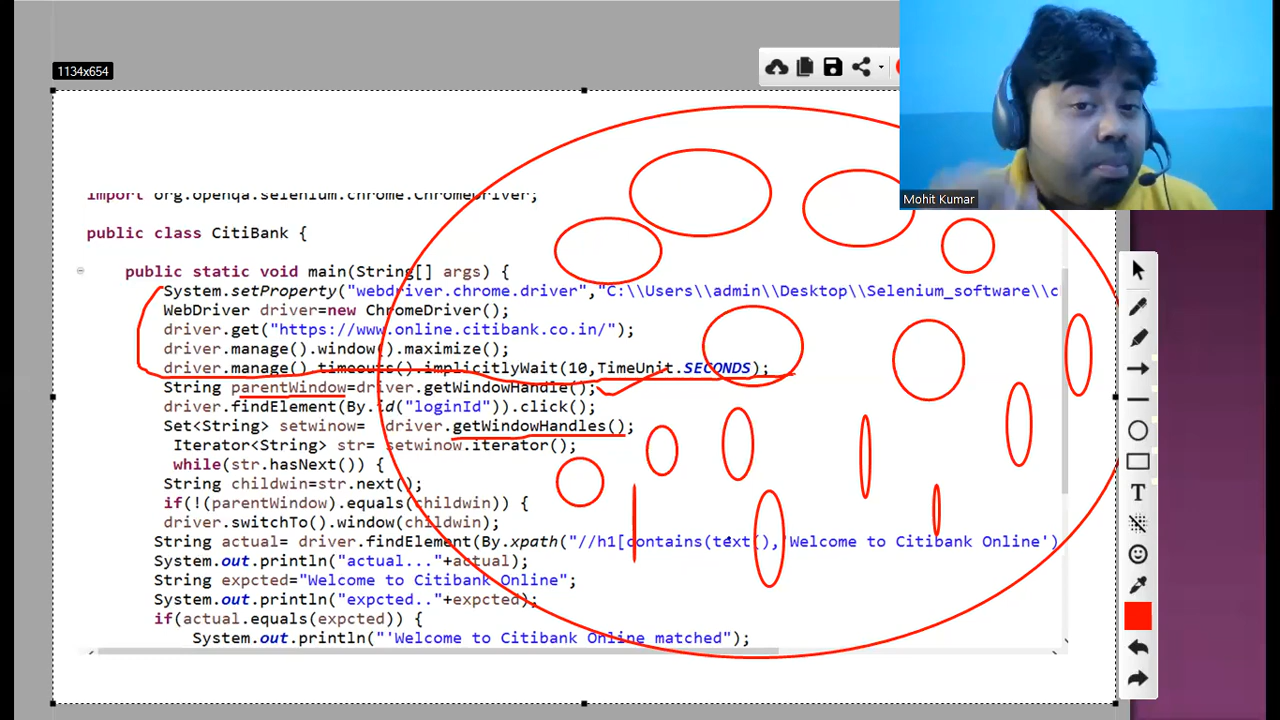 1134x654
Mohit Kumar
import org.openqa.selenium.chrome.ChromeDriver;
public class CitiBank {
public static void main(String[] args) {
System.setProperty("webdriver.chrome.driver","C:\\Users\\admin\\Desktop\\Selenium_software\\c
WebDriver driver=new ChromeDriver();
driver.get("https://www.online.citibank.co.in/");
driver.manage().window().maximize();
driver.manage().timeouts().implicitlyWait(10,TimeUnit.SECONDS);
String parentWindow=driver.getWindowHandle();
driver.findElement(By.id("loginId")).click();
Set<String> setwinow= driver.getWindowHandles();
Iterator<String> str= setwinow.iterator();
while(str.hasNext()) {
String childwin=str.next();
if(!(parentWindow).equals(childwin)) {
driver.switchTo().window(childwin);
String actual= driver.findElement(By.xpath("//h1[contains(text(),'Welcome to Citibank Online')
System.out.println("actual..."+actual);
String expcted="Welcome to Citibank Online";
System.out.println("expcted.."+expcted);
if(actual.equals(expcted)) {
System.out.println("'Welcome to Citibank Online matched");
T